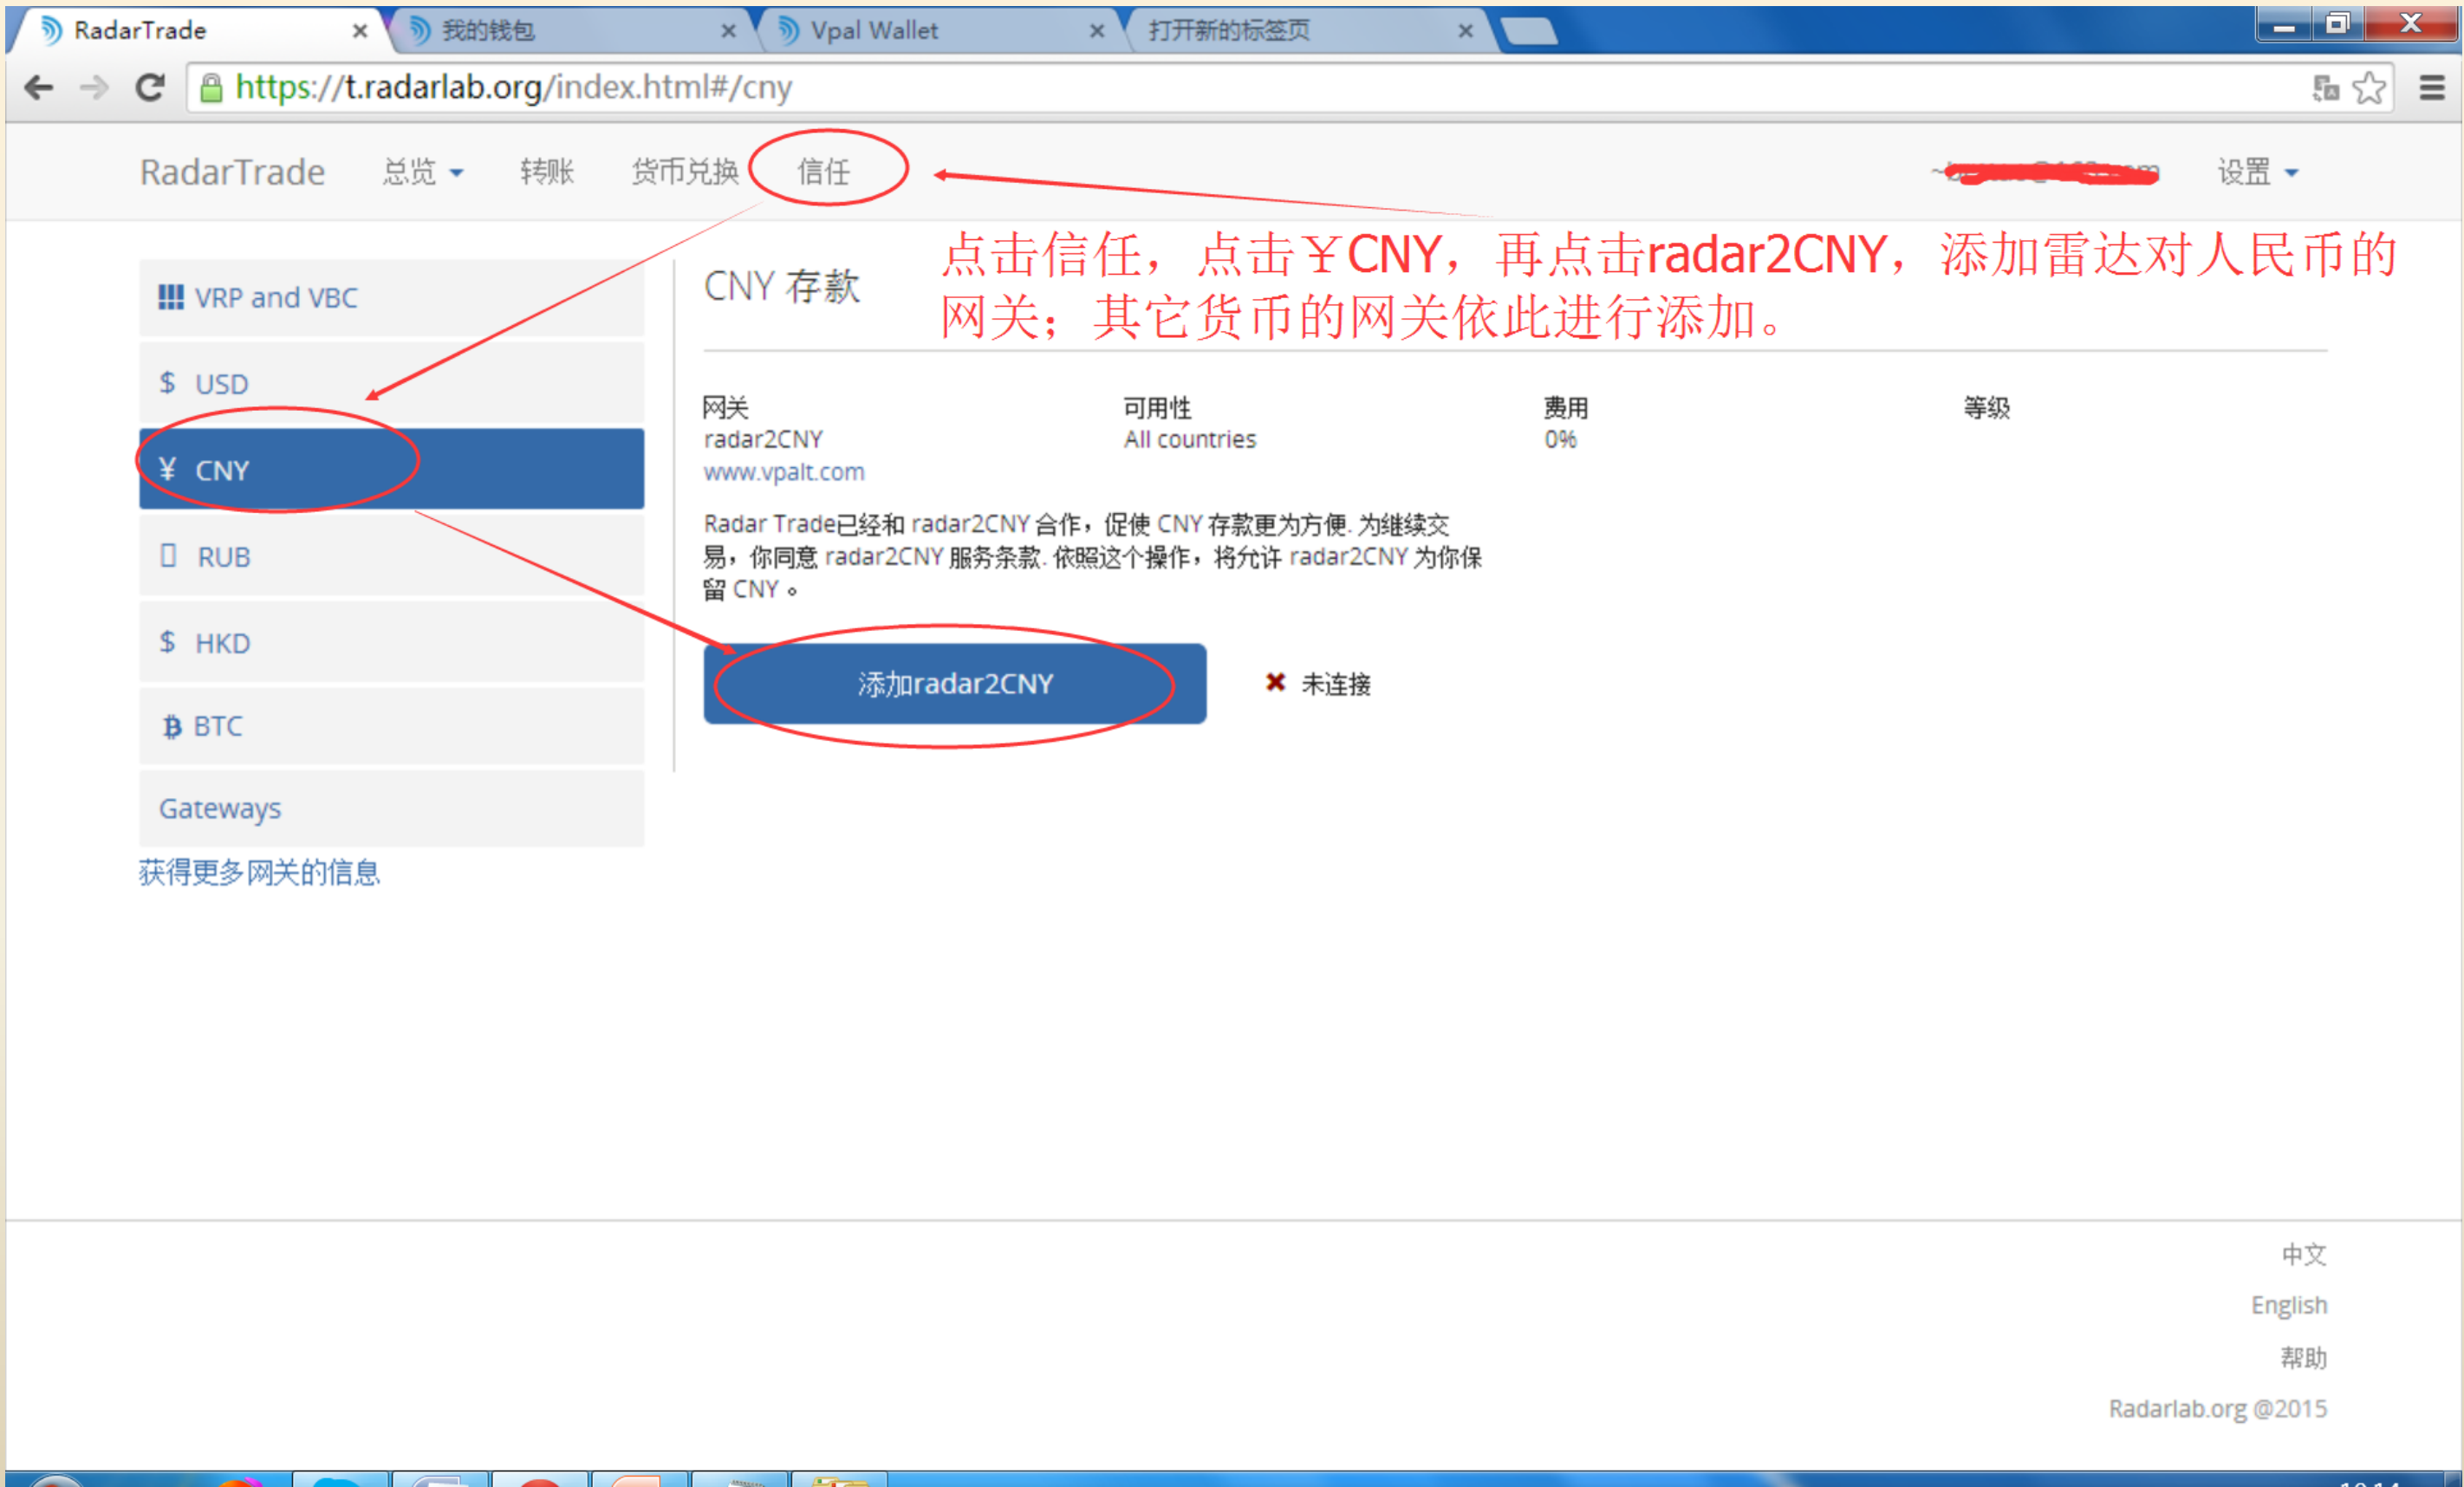 RadarTrade
我的钱包
Vpal Wallet
打开新的标签页
https://t.radarlab.org/index.html#/cny
RadarTrade 总览 转账 货币兑换 信任 设置
点击信任，点击￥CNY，再点击radar2CNY，添加雷达对人民币的
网关；其它货币的网关依此进行添加。
VRP and VBC
$ USD
¥ CNY
RUB
$ HKD
BTC
Gateways
获得更多网关的信息
CNY 存款
网关 可用性 费用 等级
radar2CNY All countries 0%
www.vpalt.com
Radar Trade已经和 radar2CNY 合作，促使 CNY 存款更为方便. 为继续交
易，你同意 radar2CNY 服务条款. 依照这个操作，将允许 radar2CNY 为你保
留 CNY。
添加radar2CNY
未连接
中文
English
帮助
Radarlab.org @2015